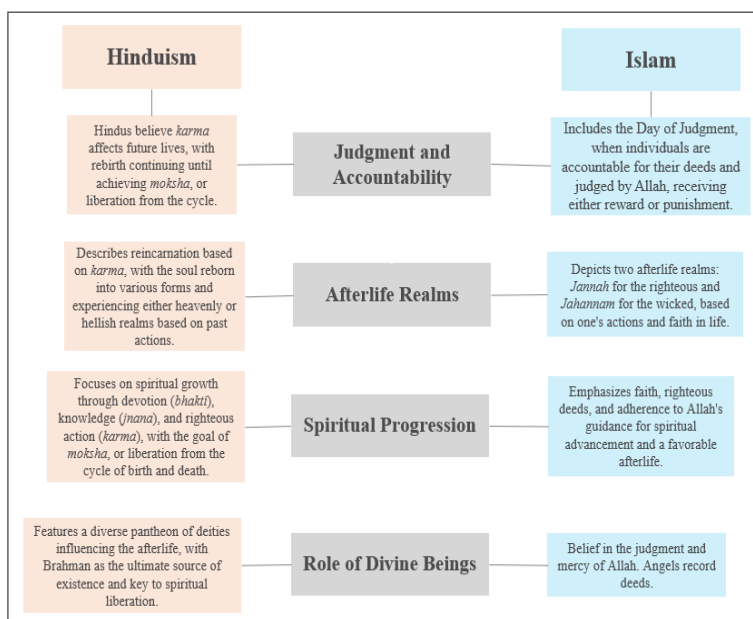 Hinduism
Islam
Hindus believe karma
affects future lives, with
rebirth continuing until
achieving moksha, or
liberation from the cycle.
Judgment and
Accountability
Includes the Day of Judgment,
when individuals are
accountable for their deeds and
judged by Allah, receiving
either reward or punishment.
Describes reincarnation based
on karma, with the soul reborn
into various forms and
experiencing either heavenly or
hellish realms based on past
actions.
Afterlife Realms
Depicts two afterlife realms:
Jannah for the righteous and
Jahannam for the wicked, based
on one's actions and faith in life.
Focuses on spiritual growth
through devotion (bhakti),
knowledge (jnana), and righteous
action (karma), with the goal of
moksha, or liberation from the
cycle of birth and death.
Spiritual Progression
Emphasizes faith, righteous
deeds, and adherence to Allah's
guidance for spiritual
advancement and a favorable
afterlife.
Features a diverse pantheon of deities
influencing the afterlife, with
Brahman as the ultimate source of
existence and key to spiritual
liberation.
Role of Divine Beings
Belief in the judgment and
mercy of Allah. Angels record
deeds.